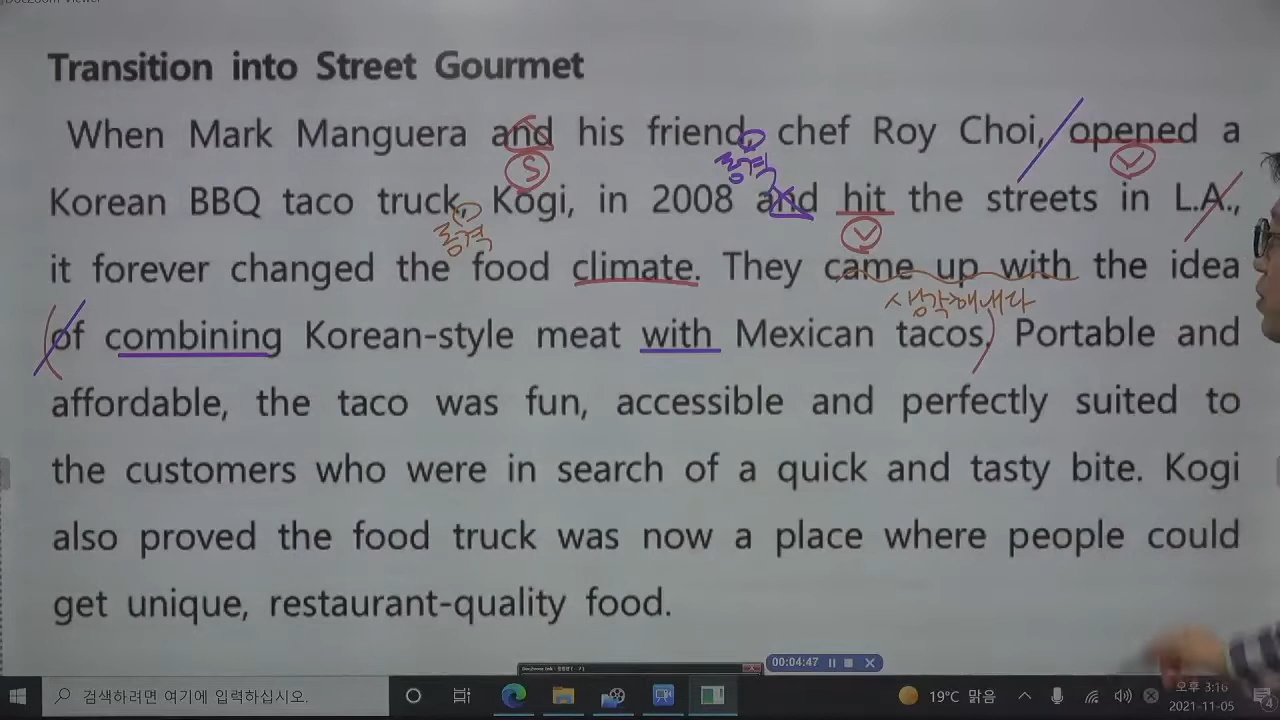 Transition into Street Gourmet
When Mark Manguera and his friend, chef Roy Choi, opened a
S
동격
Korean BBQ taco truck, Kogi, in 2008 and hit the streets in L.A.,
동격
it forever changed the food climate. They came up with the idea
생각해내다
of combining Korean-style meat with Mexican tacos. Portable and
affordable, the taco was fun, accessible and perfectly suited to
the customers who were in search of a quick and tasty bite. Kogi
also proved the food truck was now a place where people could
get unique, restaurant-quality food.
00:04:47
검색하려면 여기에 입력하십시오.
19°C 맑음
오후 3:16
2021-11-05
4